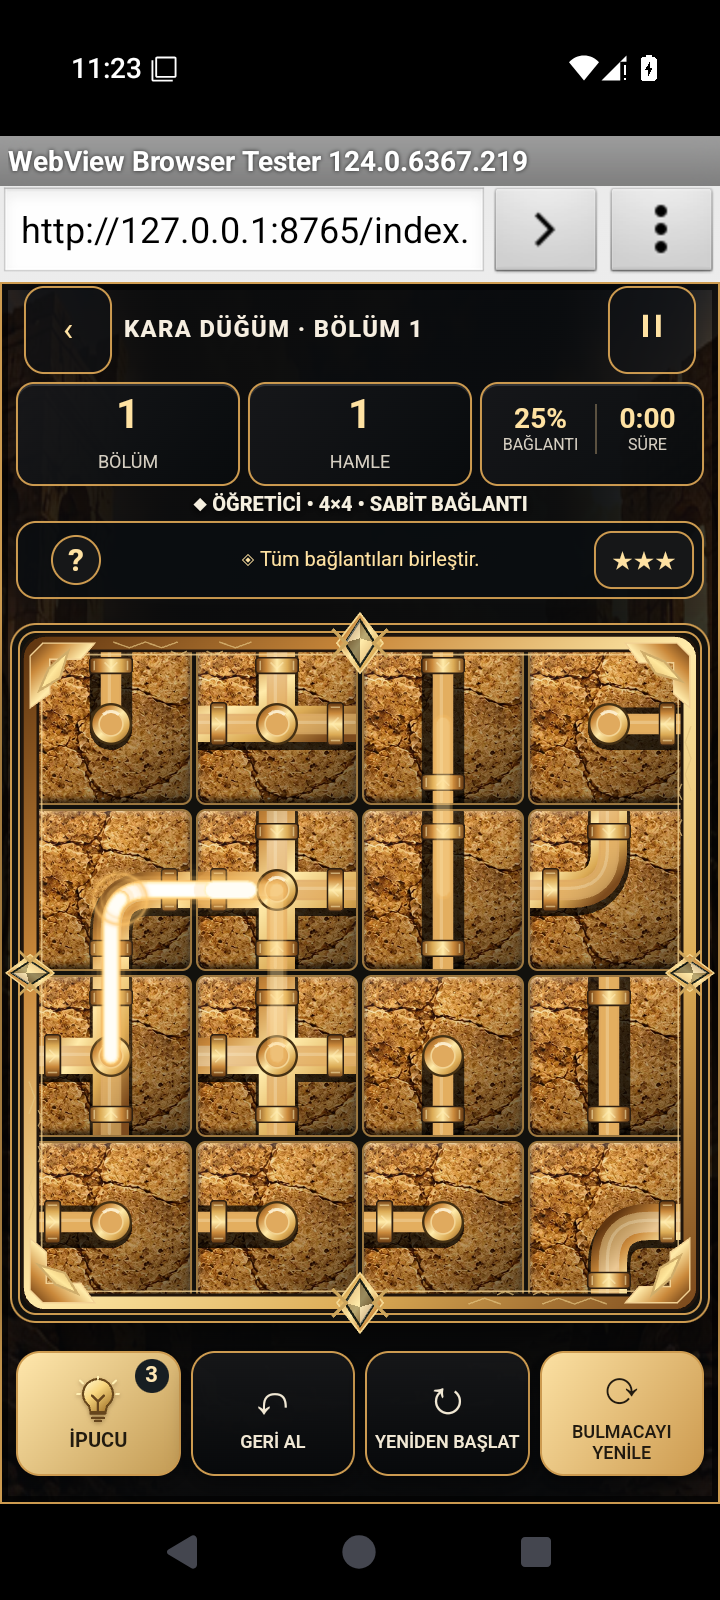 11:23
WebView Browser Tester 124.0.6367.219
http://127.0.0.1:8765/index.
KARA DÜĞÜM · BÖLÜM 1
1
BÖLÜM
1
HAMLE
25%
BAĞLANTI
0:00
SÜRE
◆ ÖĞRETİCİ • 4×4 • SABİT BAĞLANTI
?
◈ Tüm bağlantıları birleştir.
★★★
3
İPUCU
GERİ AL
YENİDEN BAŞLAT
BULMACAYI
YENİLE